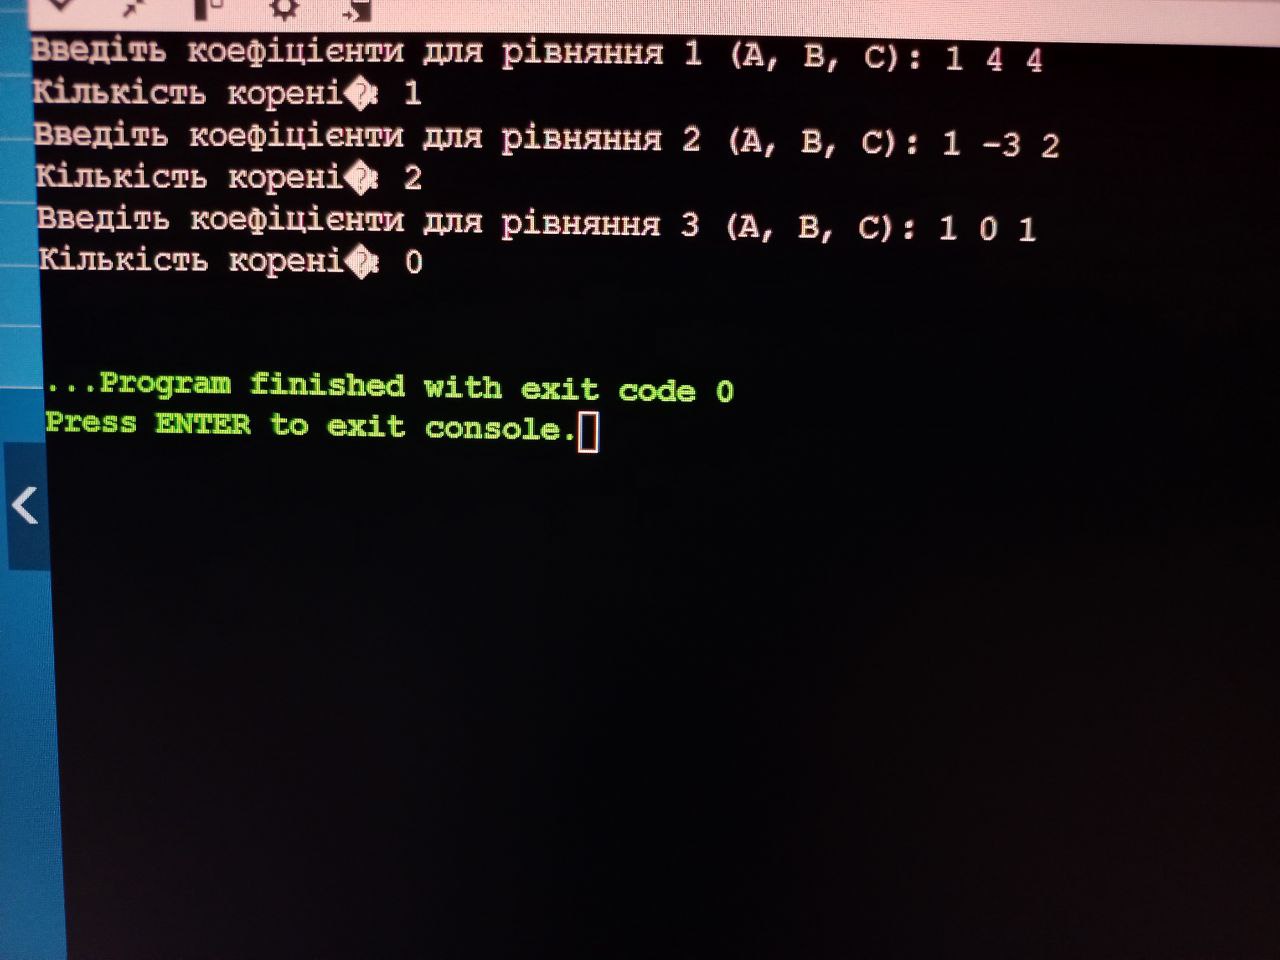 Введіть коефіцієнти для рівняння 1 (A, B, C): 1 4 4
Кількість корені�: 1
Введіть коефіцієнти для рівняння 2 (A, B, C): 1 -3 2
Кількість корені�: 2
Введіть коефіцієнти для рівняння 3 (A, B, C): 1 0 1
Кількість корені�: 0
...Program finished with exit code 0
Press ENTER to exit console.